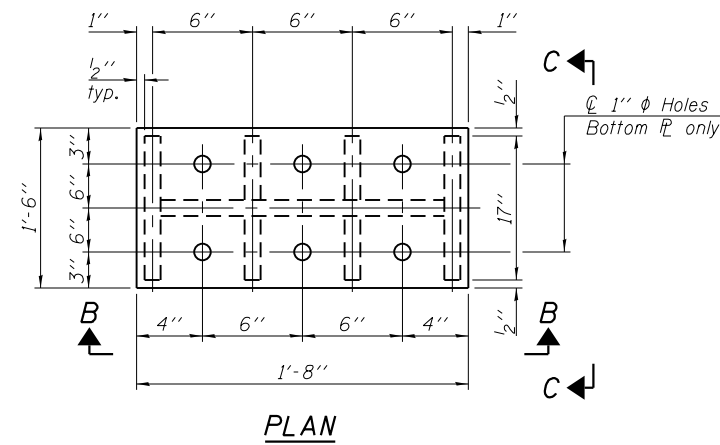 1'' 6'' 6'' 6'' 1''
1/2''
typ.
C
1/2''
℄ 1'' ϕ Holes
Bottom ⅊ only
1'-6''
3''
6''
6''
3''
17''
1/2''
B
4'' 6'' 6'' 4''
B
1'-8''
C
PLAN